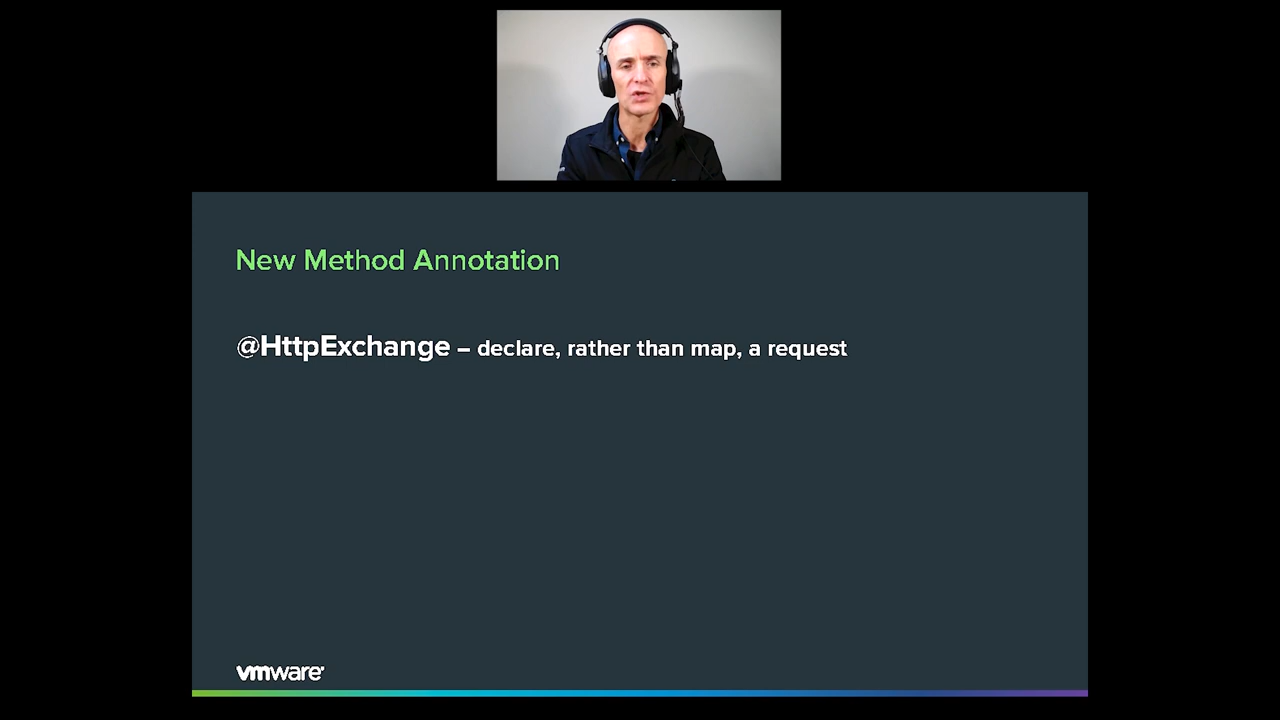 New Method Annotation
@HttpExchange – declare, rather than map, a request
vmware